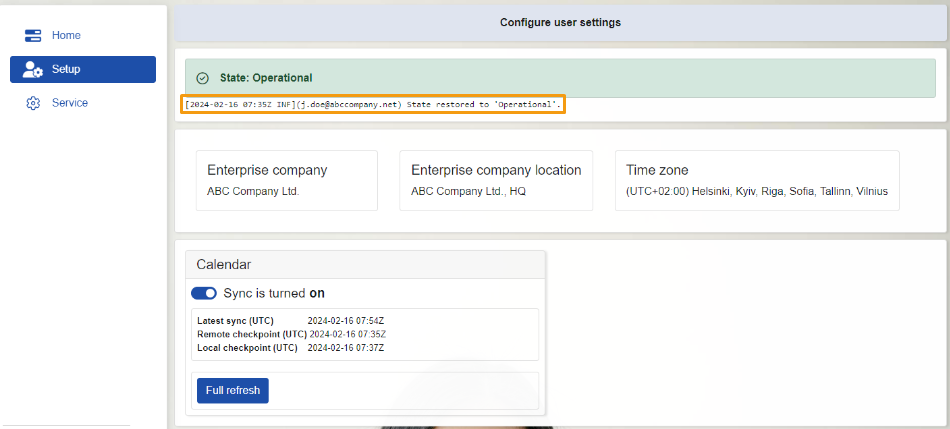 Configure user settings
Home
Setup
Service
State: Operational
[2024-02-16 07:35Z INF](j.doe@abccompany.net) State restored to 'Operational'.
Enterprise company
ABC Company Ltd.
Enterprise company location
ABC Company Ltd., HQ
Time zone
(UTC+02:00) Helsinki, Kyiv, Riga, Sofia, Tallinn, Vilnius
Calendar
Sync is turned on
Latest sync (UTC) 2024-02-16 07:54Z
Remote checkpoint (UTC) 2024-02-16 07:35Z
Local checkpoint (UTC) 2024-02-16 07:37Z
Full refresh